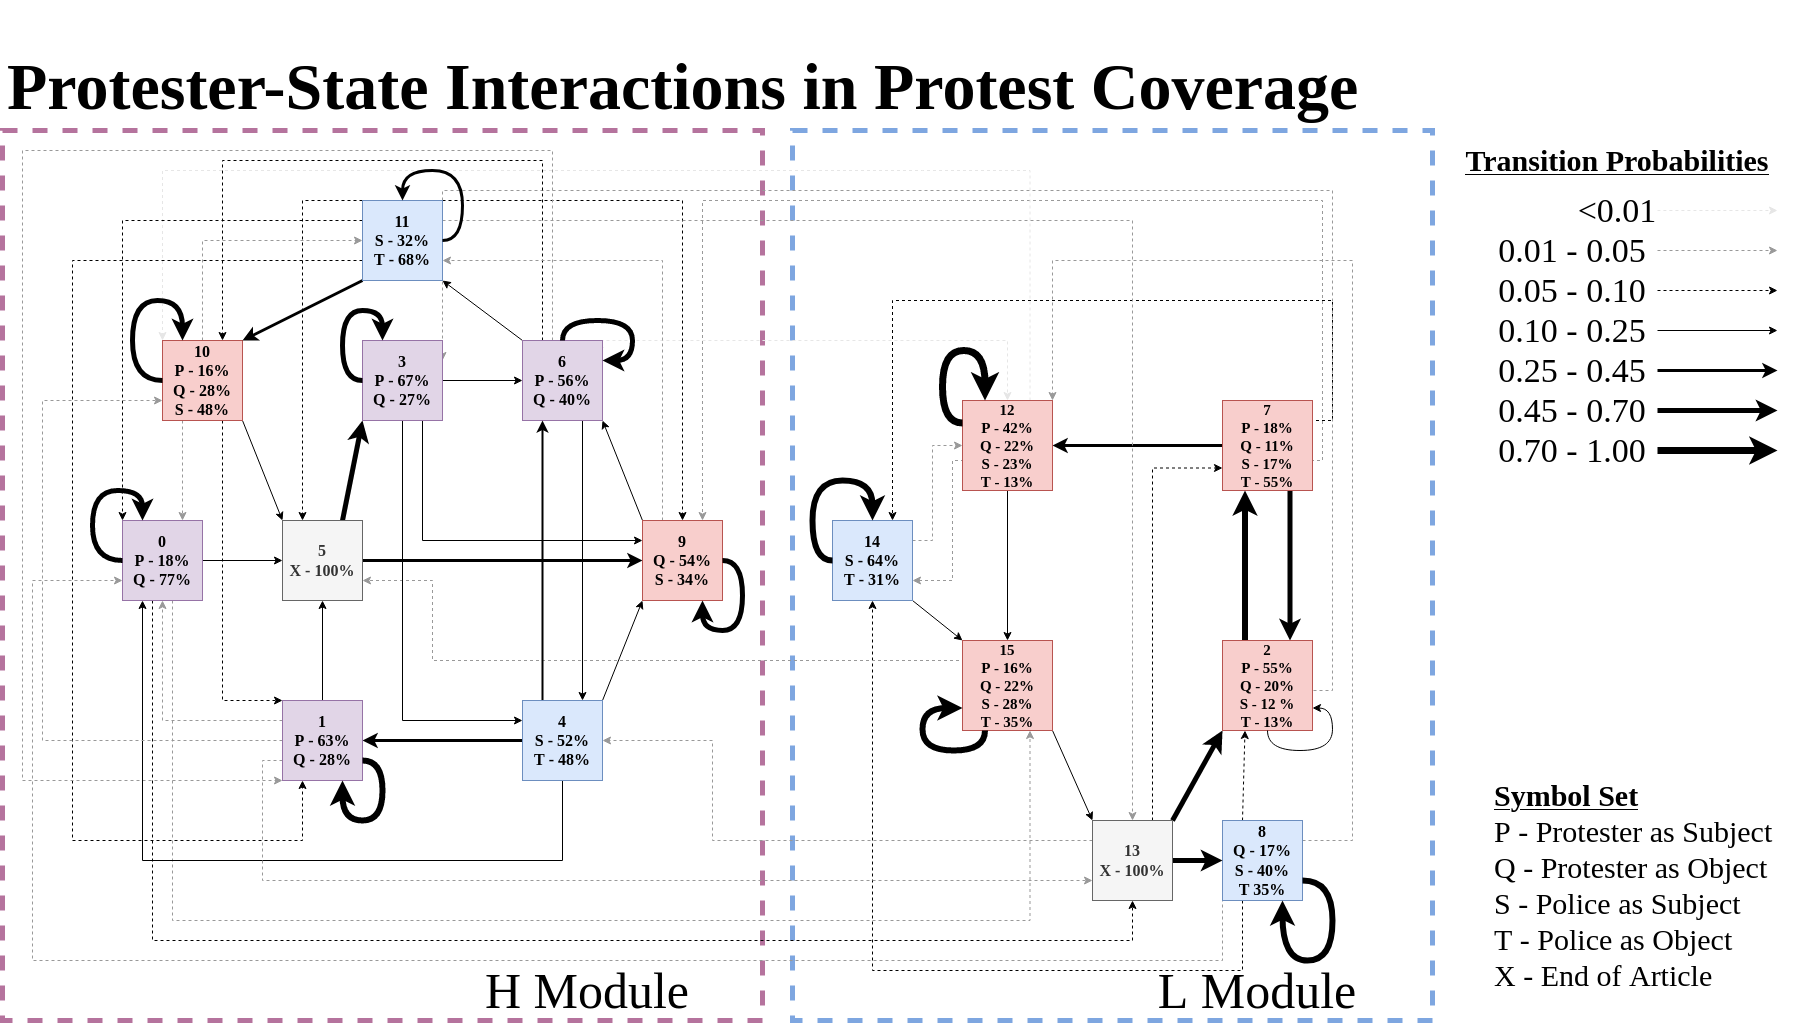 Protester-State Interactions in Protest Coverage
Transition Probabilities
<0.01
0.01 - 0.05
0.05 - 0.10
0.10 - 0.25
0.25 - 0.45
0.45 - 0.70
0.70 - 1.00
11
S - 32%
T - 68%
10
P - 16%
Q - 28%
S - 48%
3
P - 67%
Q - 27%
6
P - 56%
Q - 40%
0
P - 18%
Q - 77%
5
X - 100%
9
Q - 54%
S - 34%
1
P - 63%
Q - 28%
4
S - 52%
T - 48%
H Module
12
P - 42%
Q - 22%
S - 23%
T - 13%
7
P - 18%
Q - 11%
S - 17%
T - 55%
14
S - 64%
T - 31%
15
P - 16%
Q - 22%
S - 28%
T - 35%
2
P - 55%
Q - 20%
S - 12 %
T - 13%
13
X - 100%
8
Q - 17%
S - 40%
T 35%
L Module
Symbol Set
P - Protester as Subject
Q - Protester as Object
S - Police as Subject
T - Police as Object
X - End of Article